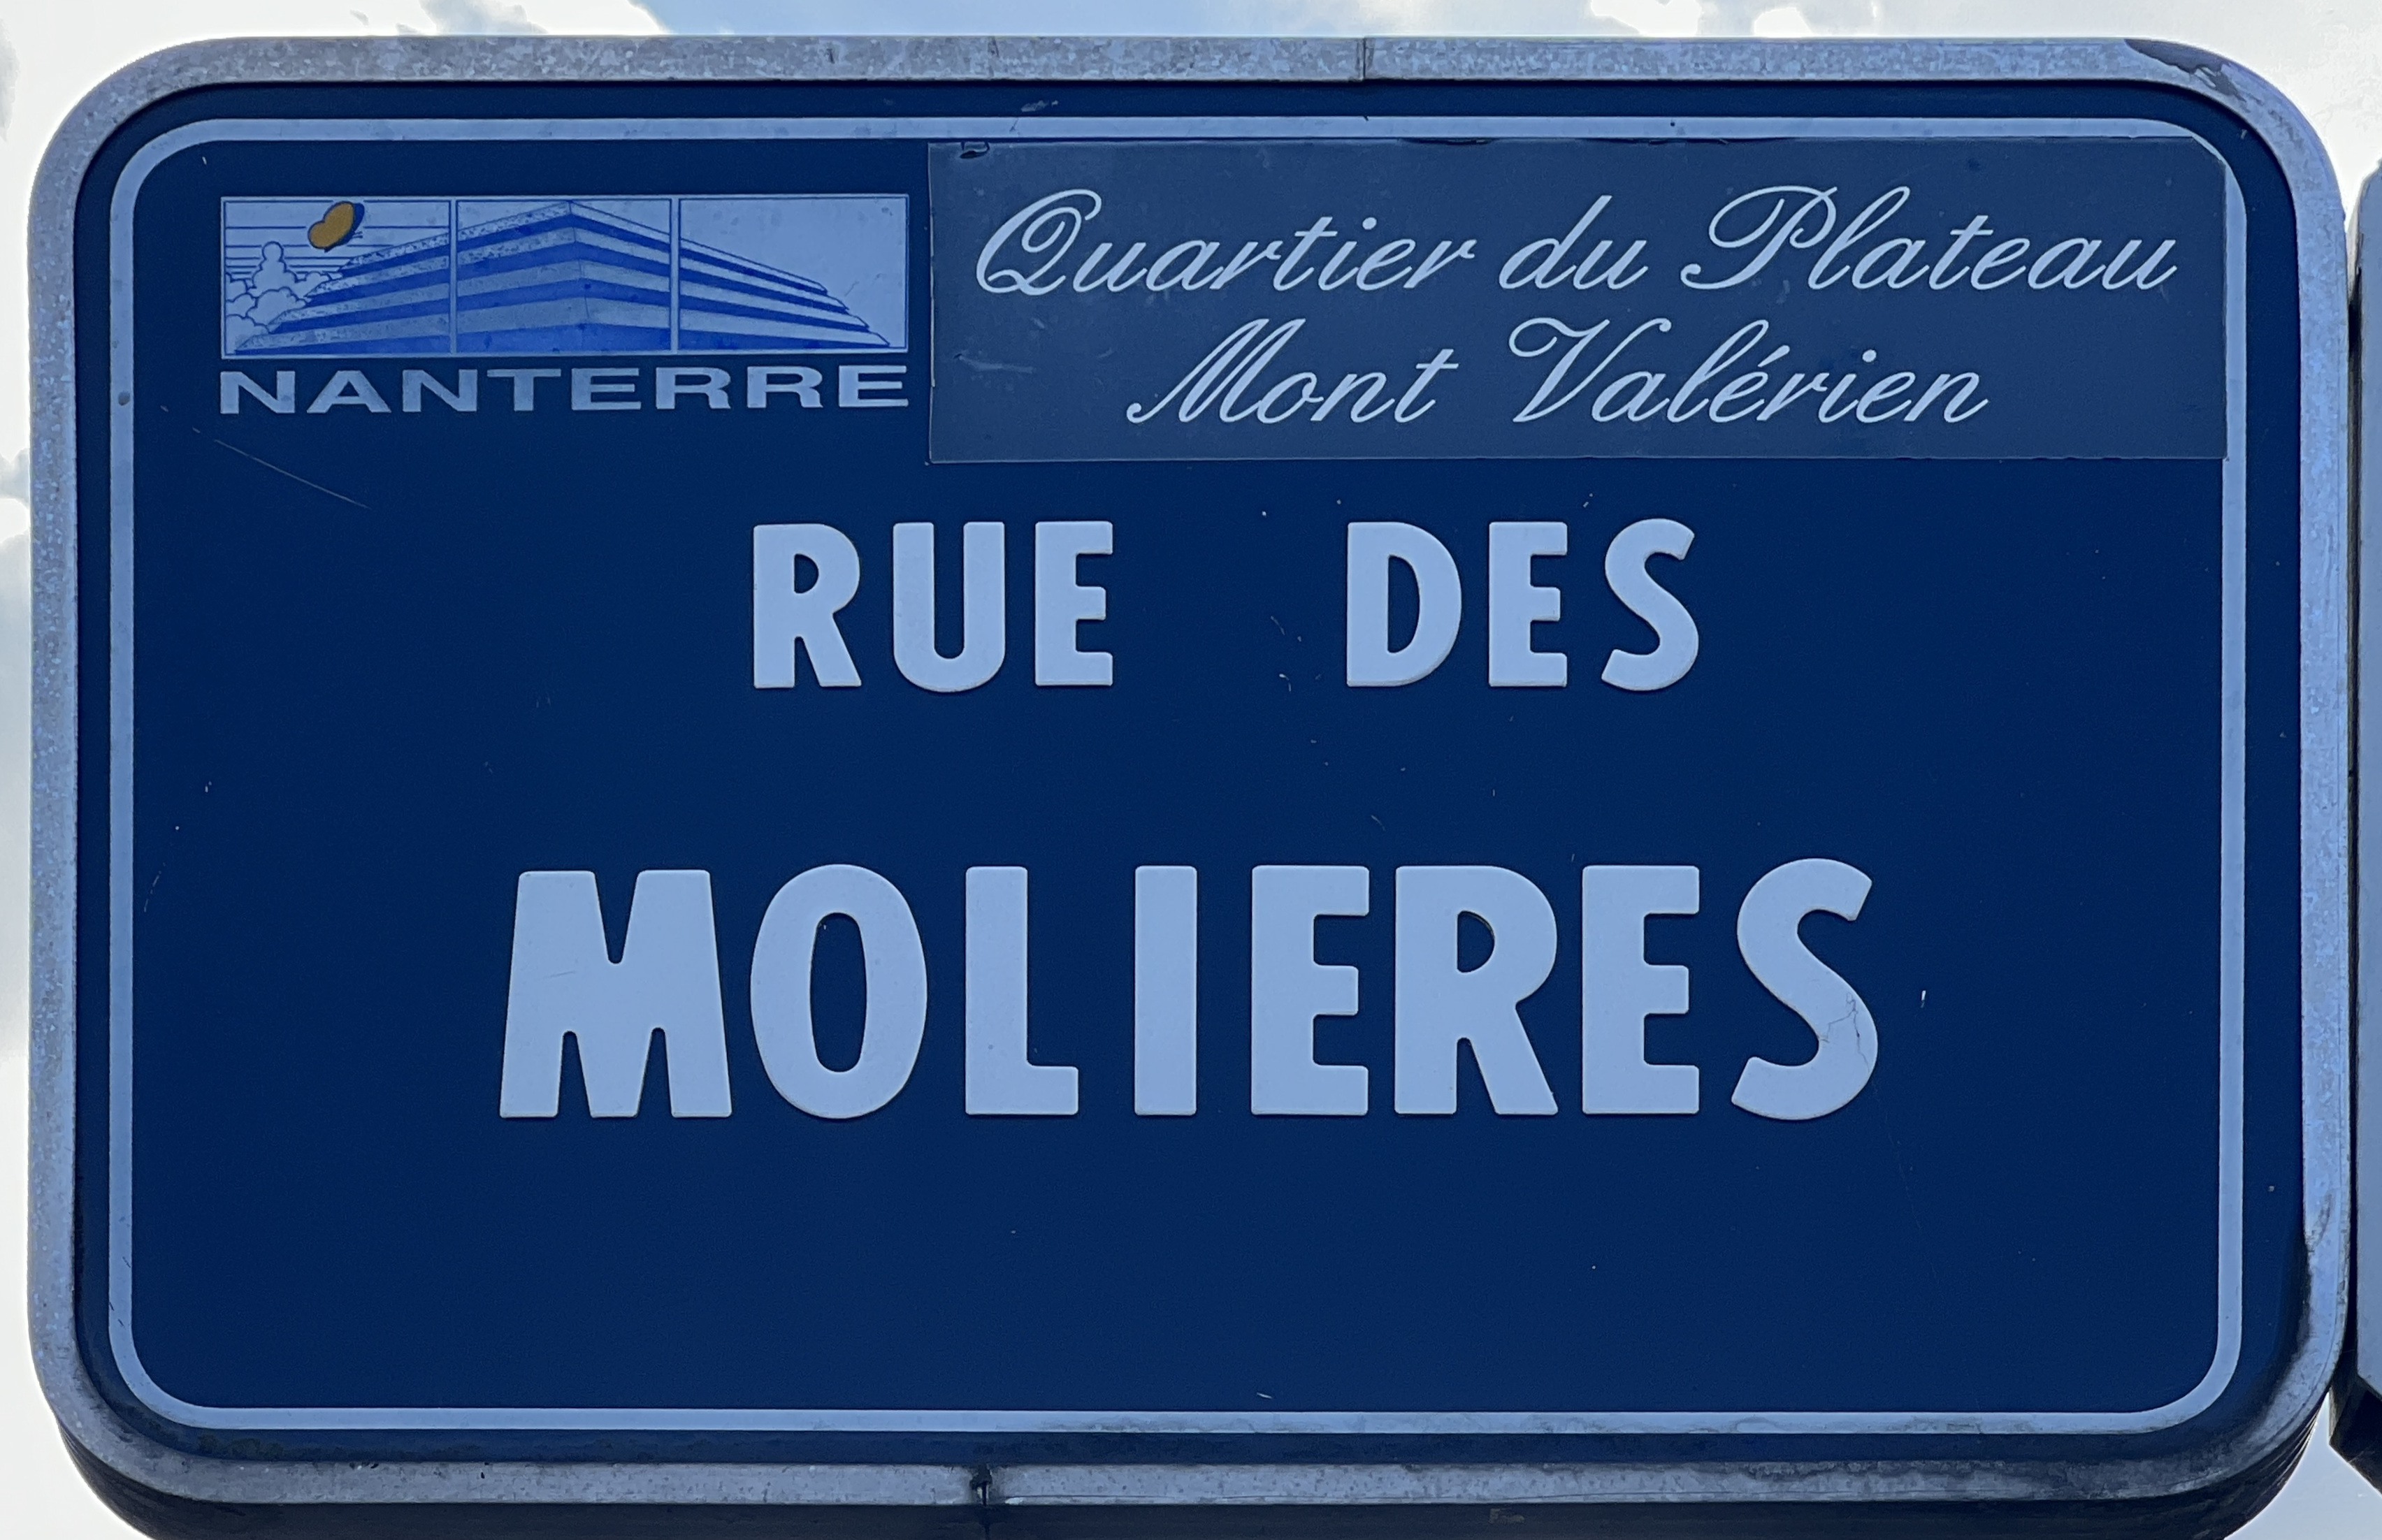 NANTERRE
Quartier du Plateau
Mont Valérien
RUE DES
MOLIERES